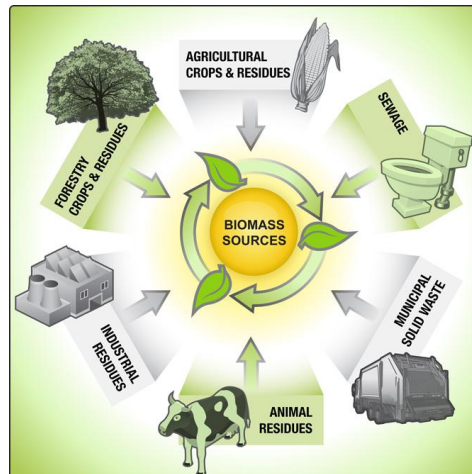 AGRICULTURAL
CROPS & RESIDUES
SEWAGE
FORESTRY
CROPS & RESIDUES
BIOMASS
SOURCES
INDUSTRIAL
RESIDUES
MUNICIPAL
SOLID WASTE
ANIMAL
RESIDUES